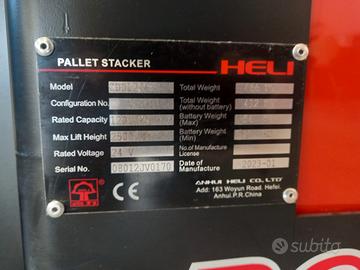 PALLET STACKER
HELI
Model
Total Weight
Configuration No.
Total Weight
(without battery)
Rated Capacity
Battery Weight
(Max)
Max Lift Height
Battery Weight
(Min)
Rated Voltage
24 V
No.of Manufacture
License
Serial No.
08012JV0170
Date of
Manufacture
2023-01
CE
ANHUI HELI CO., LTD
Add: 163 Woyun Road. Hefei.
Anhui.P.R.China
subito